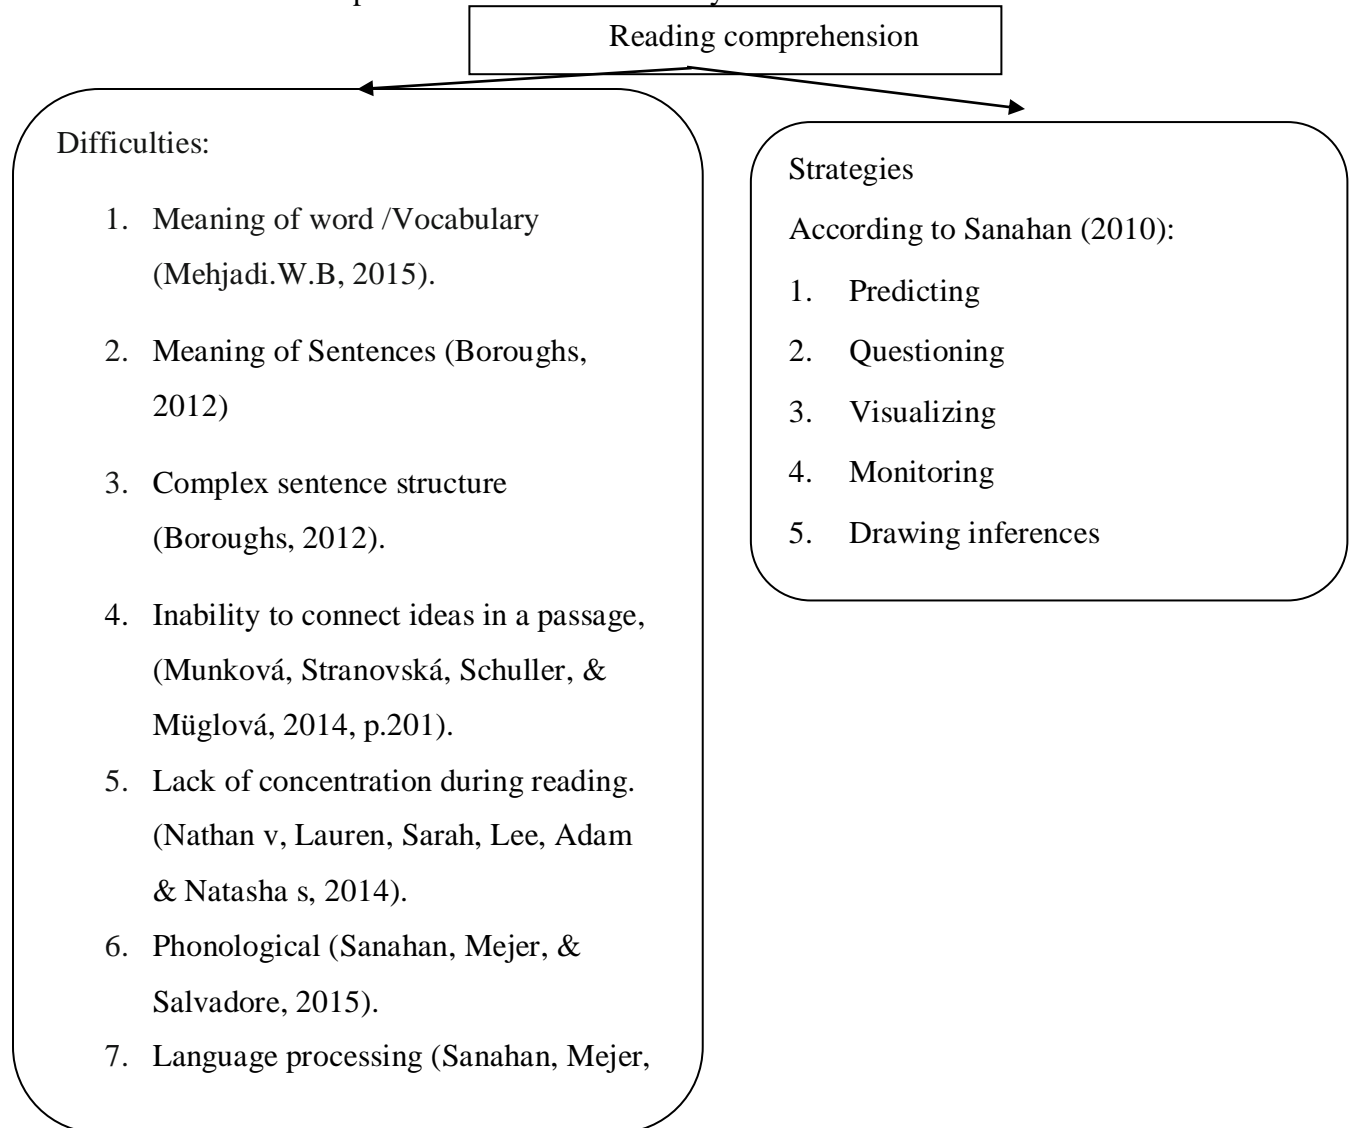 Reading comprehension
Difficulties:
1. Meaning of word /Vocabulary
(Mehjadi.W.B, 2015).
2. Meaning of Sentences (Boroughs,
2012)
3. Complex sentence structure
(Boroughs, 2012).
4. Inability to connect ideas in a passage,
(Munková, Stranovská, Schuller, &
Müglová, 2014, p.201).
5. Lack of concentration during reading.
(Nathan v, Lauren, Sarah, Lee, Adam
& Natasha s, 2014).
6. Phonological (Sanahan, Mejer, &
Salvadore, 2015).
7. Language processing (Sanahan, Mejer,
Strategies
According to Sanahan (2010):
1. Predicting
2. Questioning
3. Visualizing
4. Monitoring
5. Drawing inferences